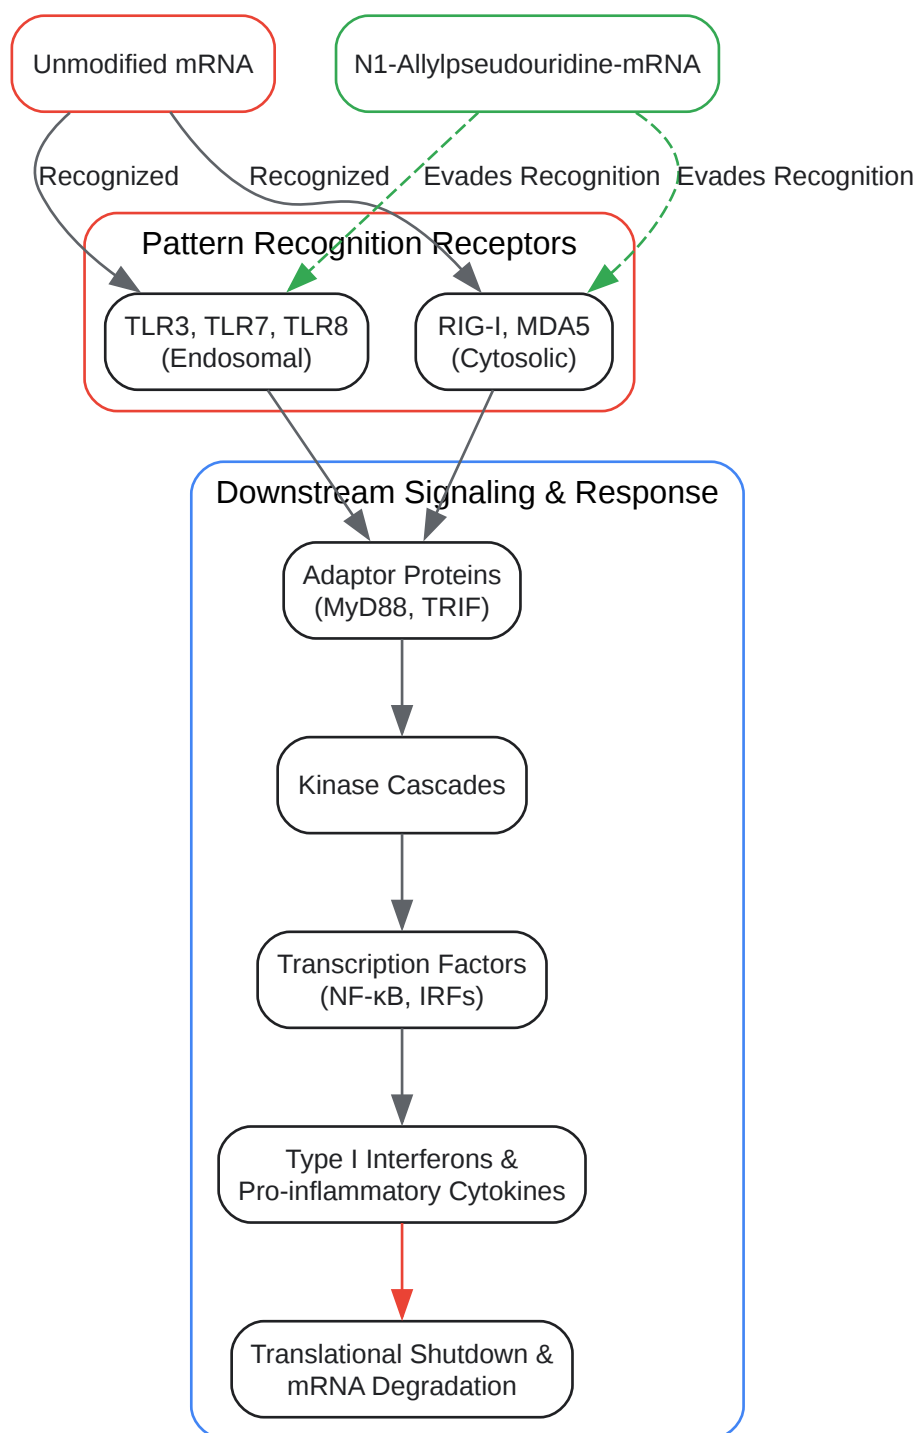 Unmodified mRNA
N1-Allylpseudouridine-mRNA
Recognized
Recognized
Evades Recognition
Evades Recognition
Pattern Recognition Receptors
TLR3, TLR7, TLR8
(Endosomal)
RIG-I, MDA5
(Cytosolic)
Downstream Signaling & Response
Adaptor Proteins
(MyD88, TRIF)
Kinase Cascades
Transcription Factors
(NF-κB, IRFs)
Type I Interferons &
Pro-inflammatory Cytokines
Translational Shutdown &
mRNA Degradation